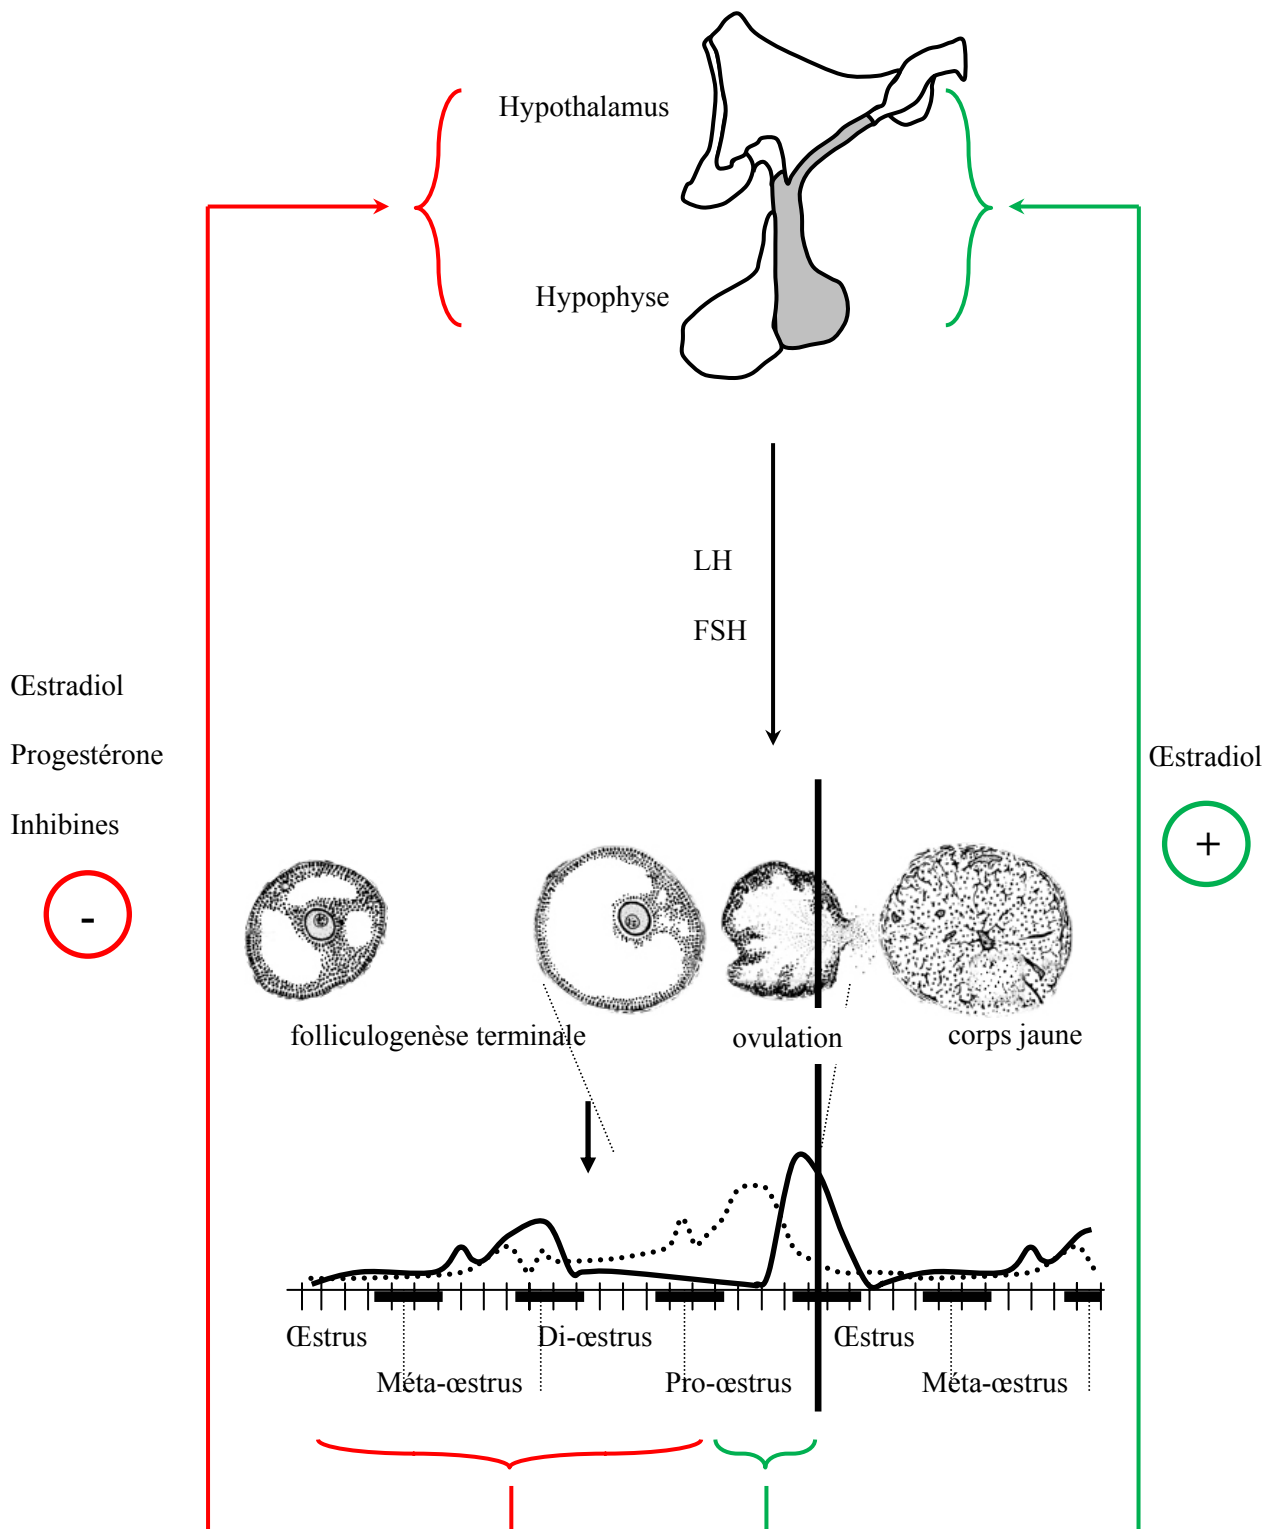 Hypothalamus
Hypophyse
LH
FSH
Œstradiol
Progestérone
Inhibines
-
Œstradiol
+
folliculogenèse terminale
ovulation
corps jaune
Œstrus
Di-œstrus
Œstrus
Méta-œstrus
Pro-œstrus
Méta-œstrus